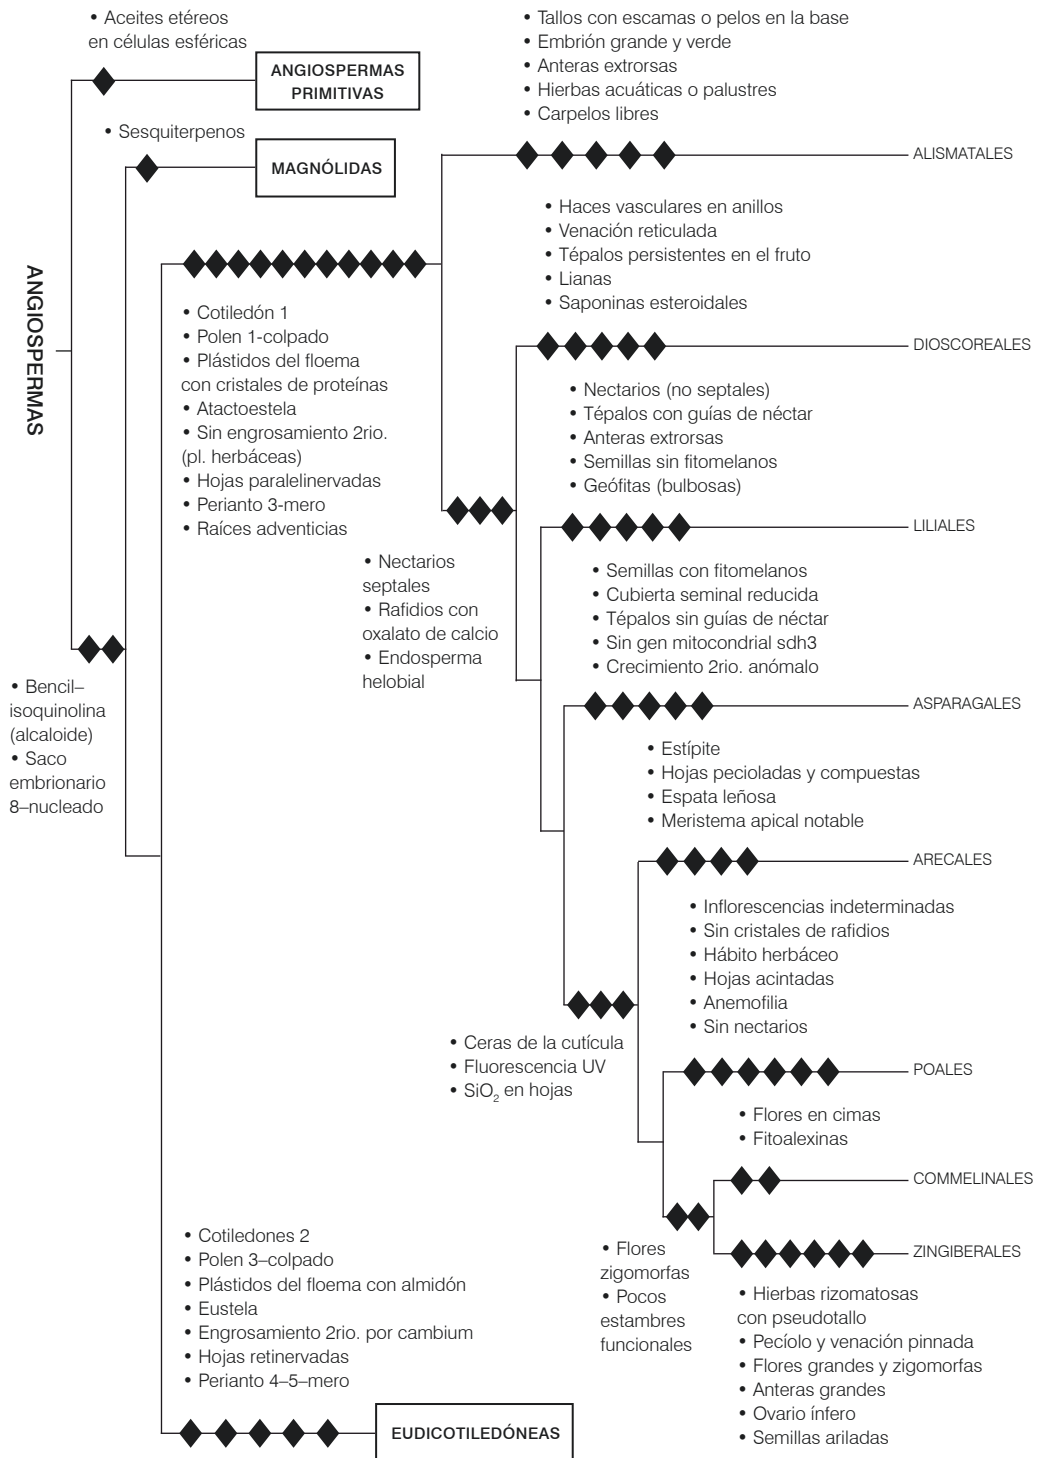 • Aceites etéreos
en células esféricas
ANGIOSPERMAS
PRIMITIVAS
• Sesquiterpenos
MAGNÓLIDAS
ANGIOSPERMAS
• Tallos con escamas o pelos en la base
• Embrión grande y verde
• Anteras extrorsas
• Hierbas acuáticas o palustres
• Carpelos libres
ALISMATALES
• Haces vasculares en anillos
• Venación reticulada
• Tépalos persistentes en el fruto
• Lianas
• Saponinas esteroidales
DIOSCOREALES
• Cotiledón 1
• Polen 1-colpado
• Plástidos del floema
con cristales de proteínas
• Atactoestela
• Sin engrosamiento 2rio.
(pl. herbáceas)
• Hojas paralelinervadas
• Perianto 3-mero
• Raíces adventicias
• Nectarios (no septales)
• Tépalos con guías de néctar
• Anteras extrorsas
• Semillas sin fitomelanos
• Geófitas (bulbosas)
LILIALES
• Nectarios
septales
• Rafidios con
oxalato de calcio
• Endosperma
helobial
• Semillas con fitomelanos
• Cubierta seminal reducida
• Tépalos sin guías de néctar
• Sin gen mitocondrial sdh3
• Crecimiento 2rio. anómalo
ASPARAGALES
• Bencil–
isoquinolina
(alcaloide)
• Saco
embrionario
8–nucleado
• Estípite
• Hojas pecioladas y compuestas
• Espata leñosa
• Meristema apical notable
ARECALES
• Inflorescencias indeterminadas
• Sin cristales de rafidios
• Hábito herbáceo
• Hojas acintadas
• Anemofilia
• Sin nectarios
• Ceras de la cutícula
• Fluorescencia UV
• SiO₂ en hojas
POALES
• Flores en cimas
• Fitoalexinas
COMMELINALES
• Flores
zigomorfas
• Pocos
estambres
funcionales
ZINGIBERALES
• Hierbas rizomatosas
con pseudotallo
• Pecíolo y venación pinnada
• Flores grandes y zigomorfas
• Anteras grandes
• Ovario ínfero
• Semillas ariladas
• Cotiledones 2
• Polen 3–colpado
• Plástidos del floema con almidón
• Eustela
• Engrosamiento 2rio. por cambium
• Hojas retinervadas
• Perianto 4–5–mero
EUDICOTILEDÓNEAS